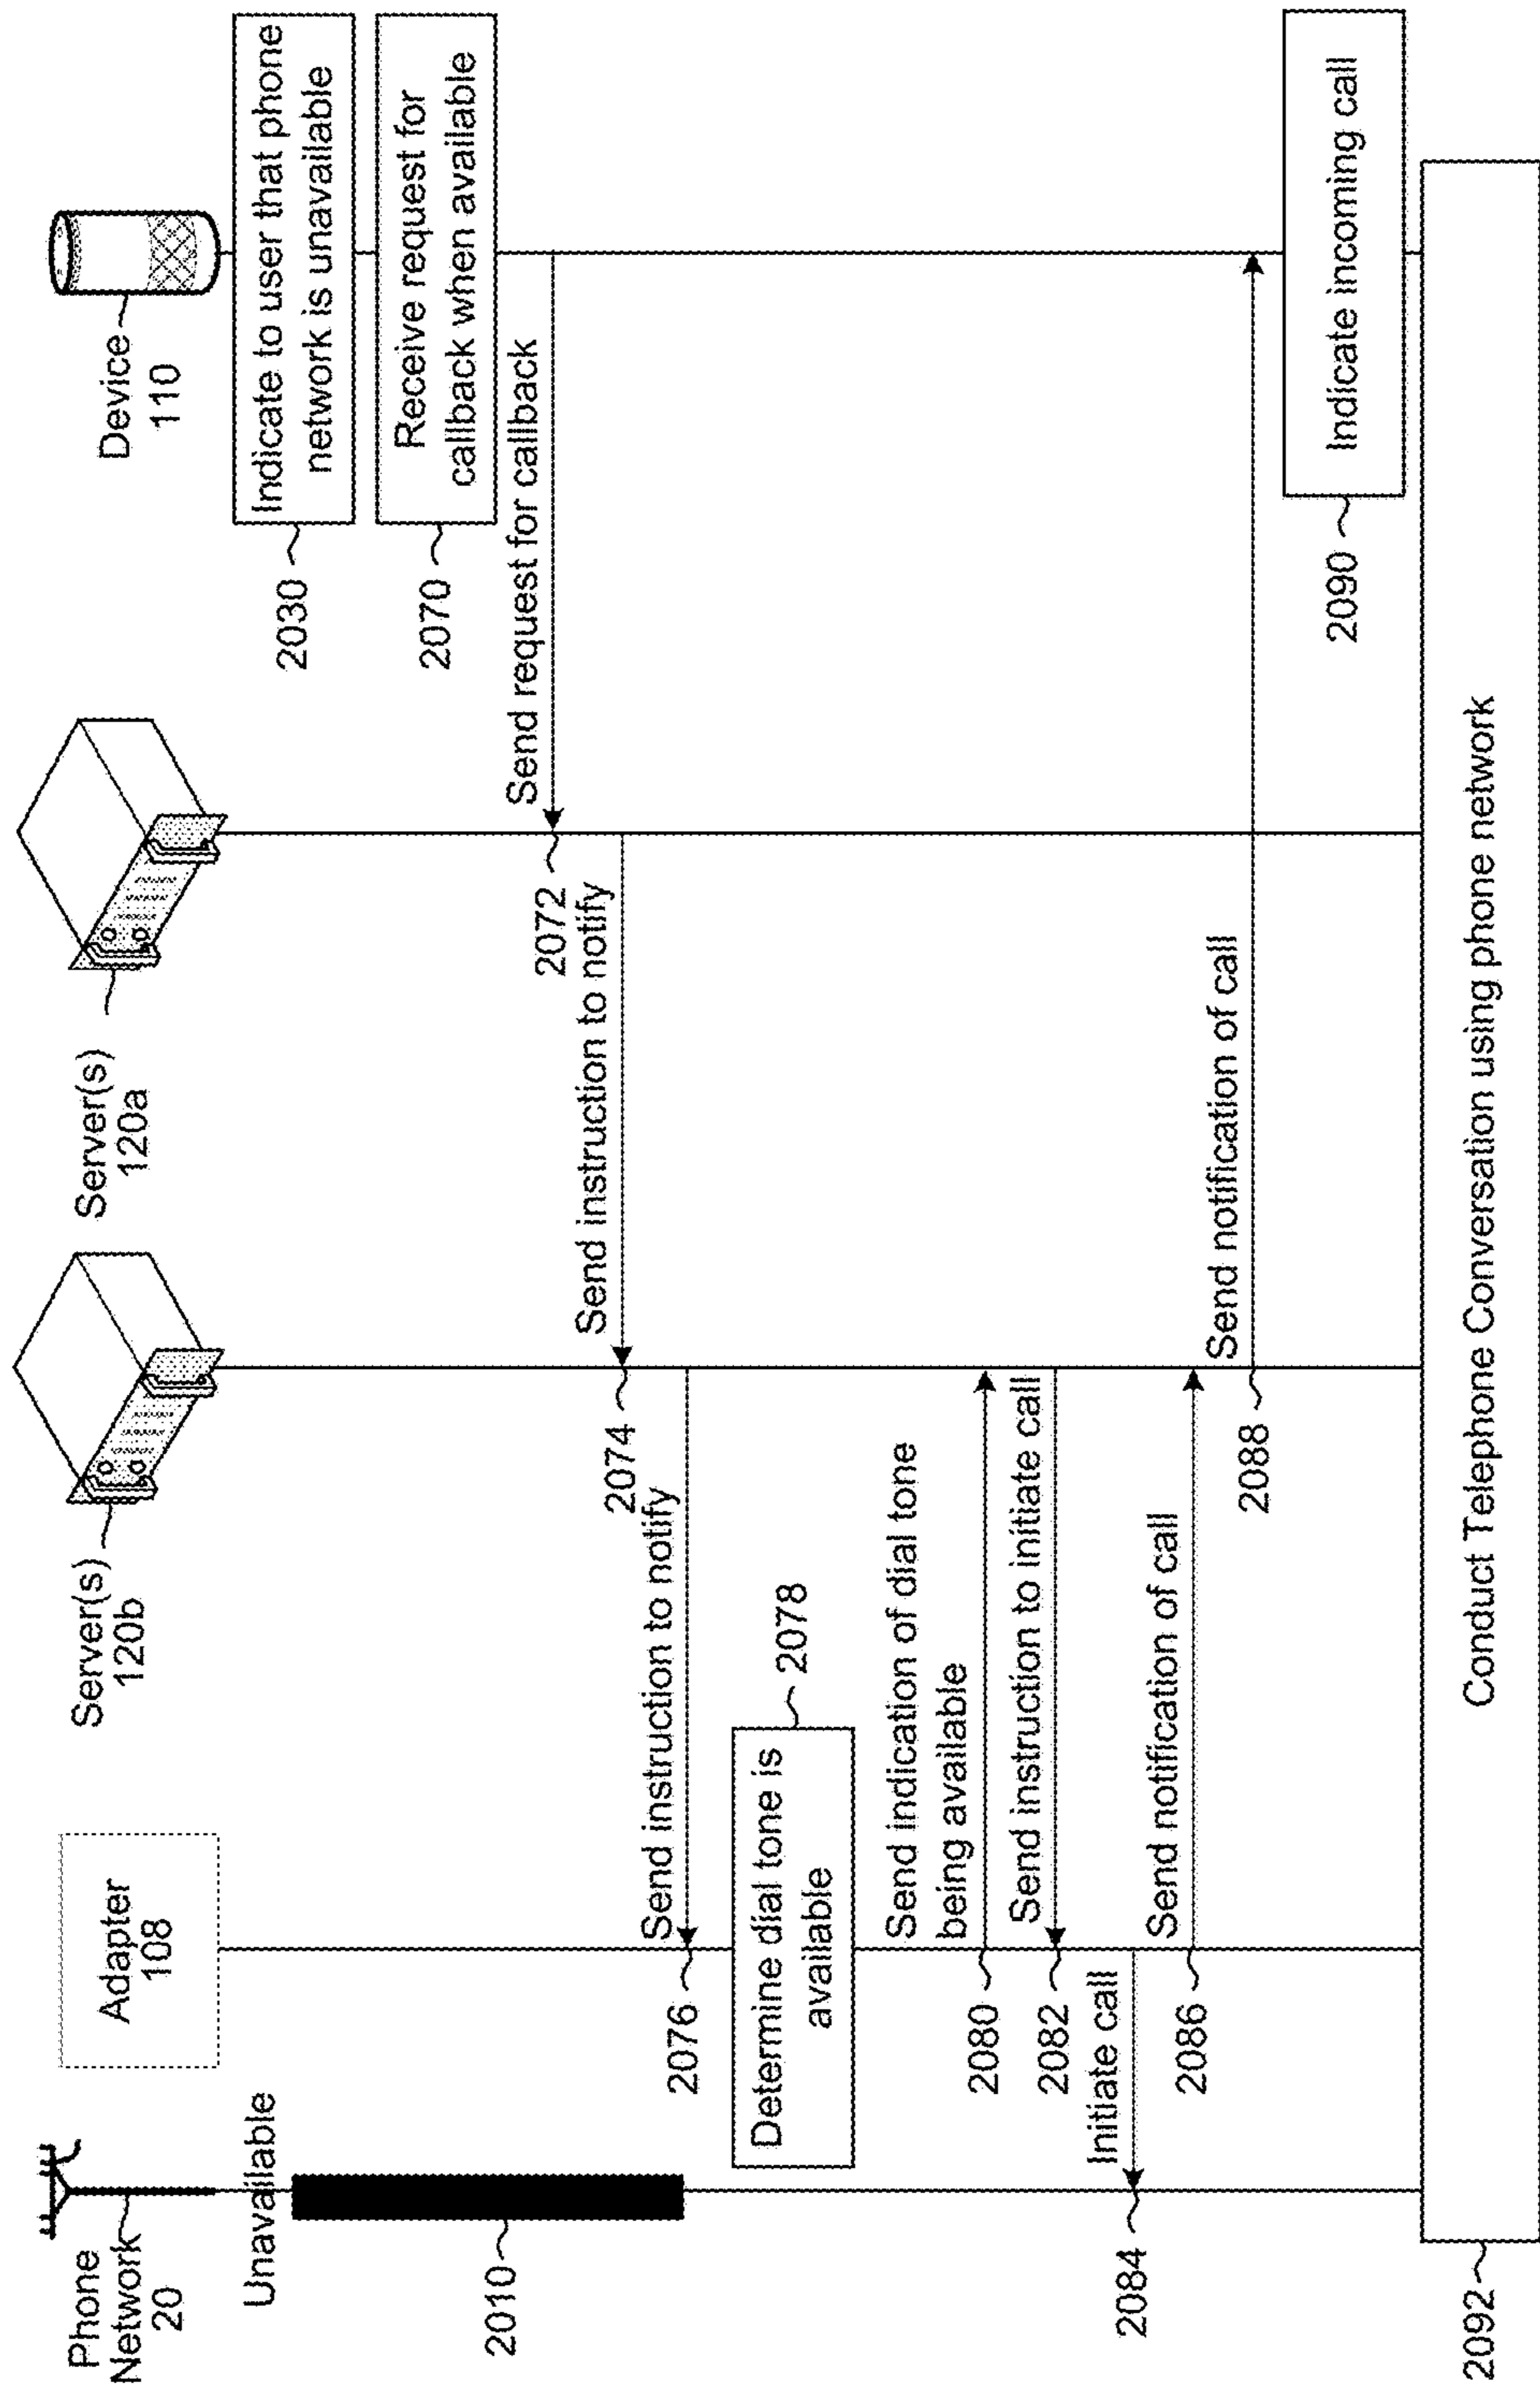 Phone
Network
20
Adapter
108
Server(s)
120b
Server(s)
120a
Device
110
Unavailable
2010
Indicate to user that phone
network is unavailable
2030
Receive request for
callback when available
2070
Send request for callback
2072
Send instruction to notify
2074
Send instruction to notify
2076
Determine dial tone is
available
2078
Send indication of dial tone
being available
2080
Send instruction to initiate call
2082
Initiate call
2084
Send notification of call
2086
Send notification of call
2088
Indicate incoming call
2090
Conduct Telephone Conversation using phone network
2092